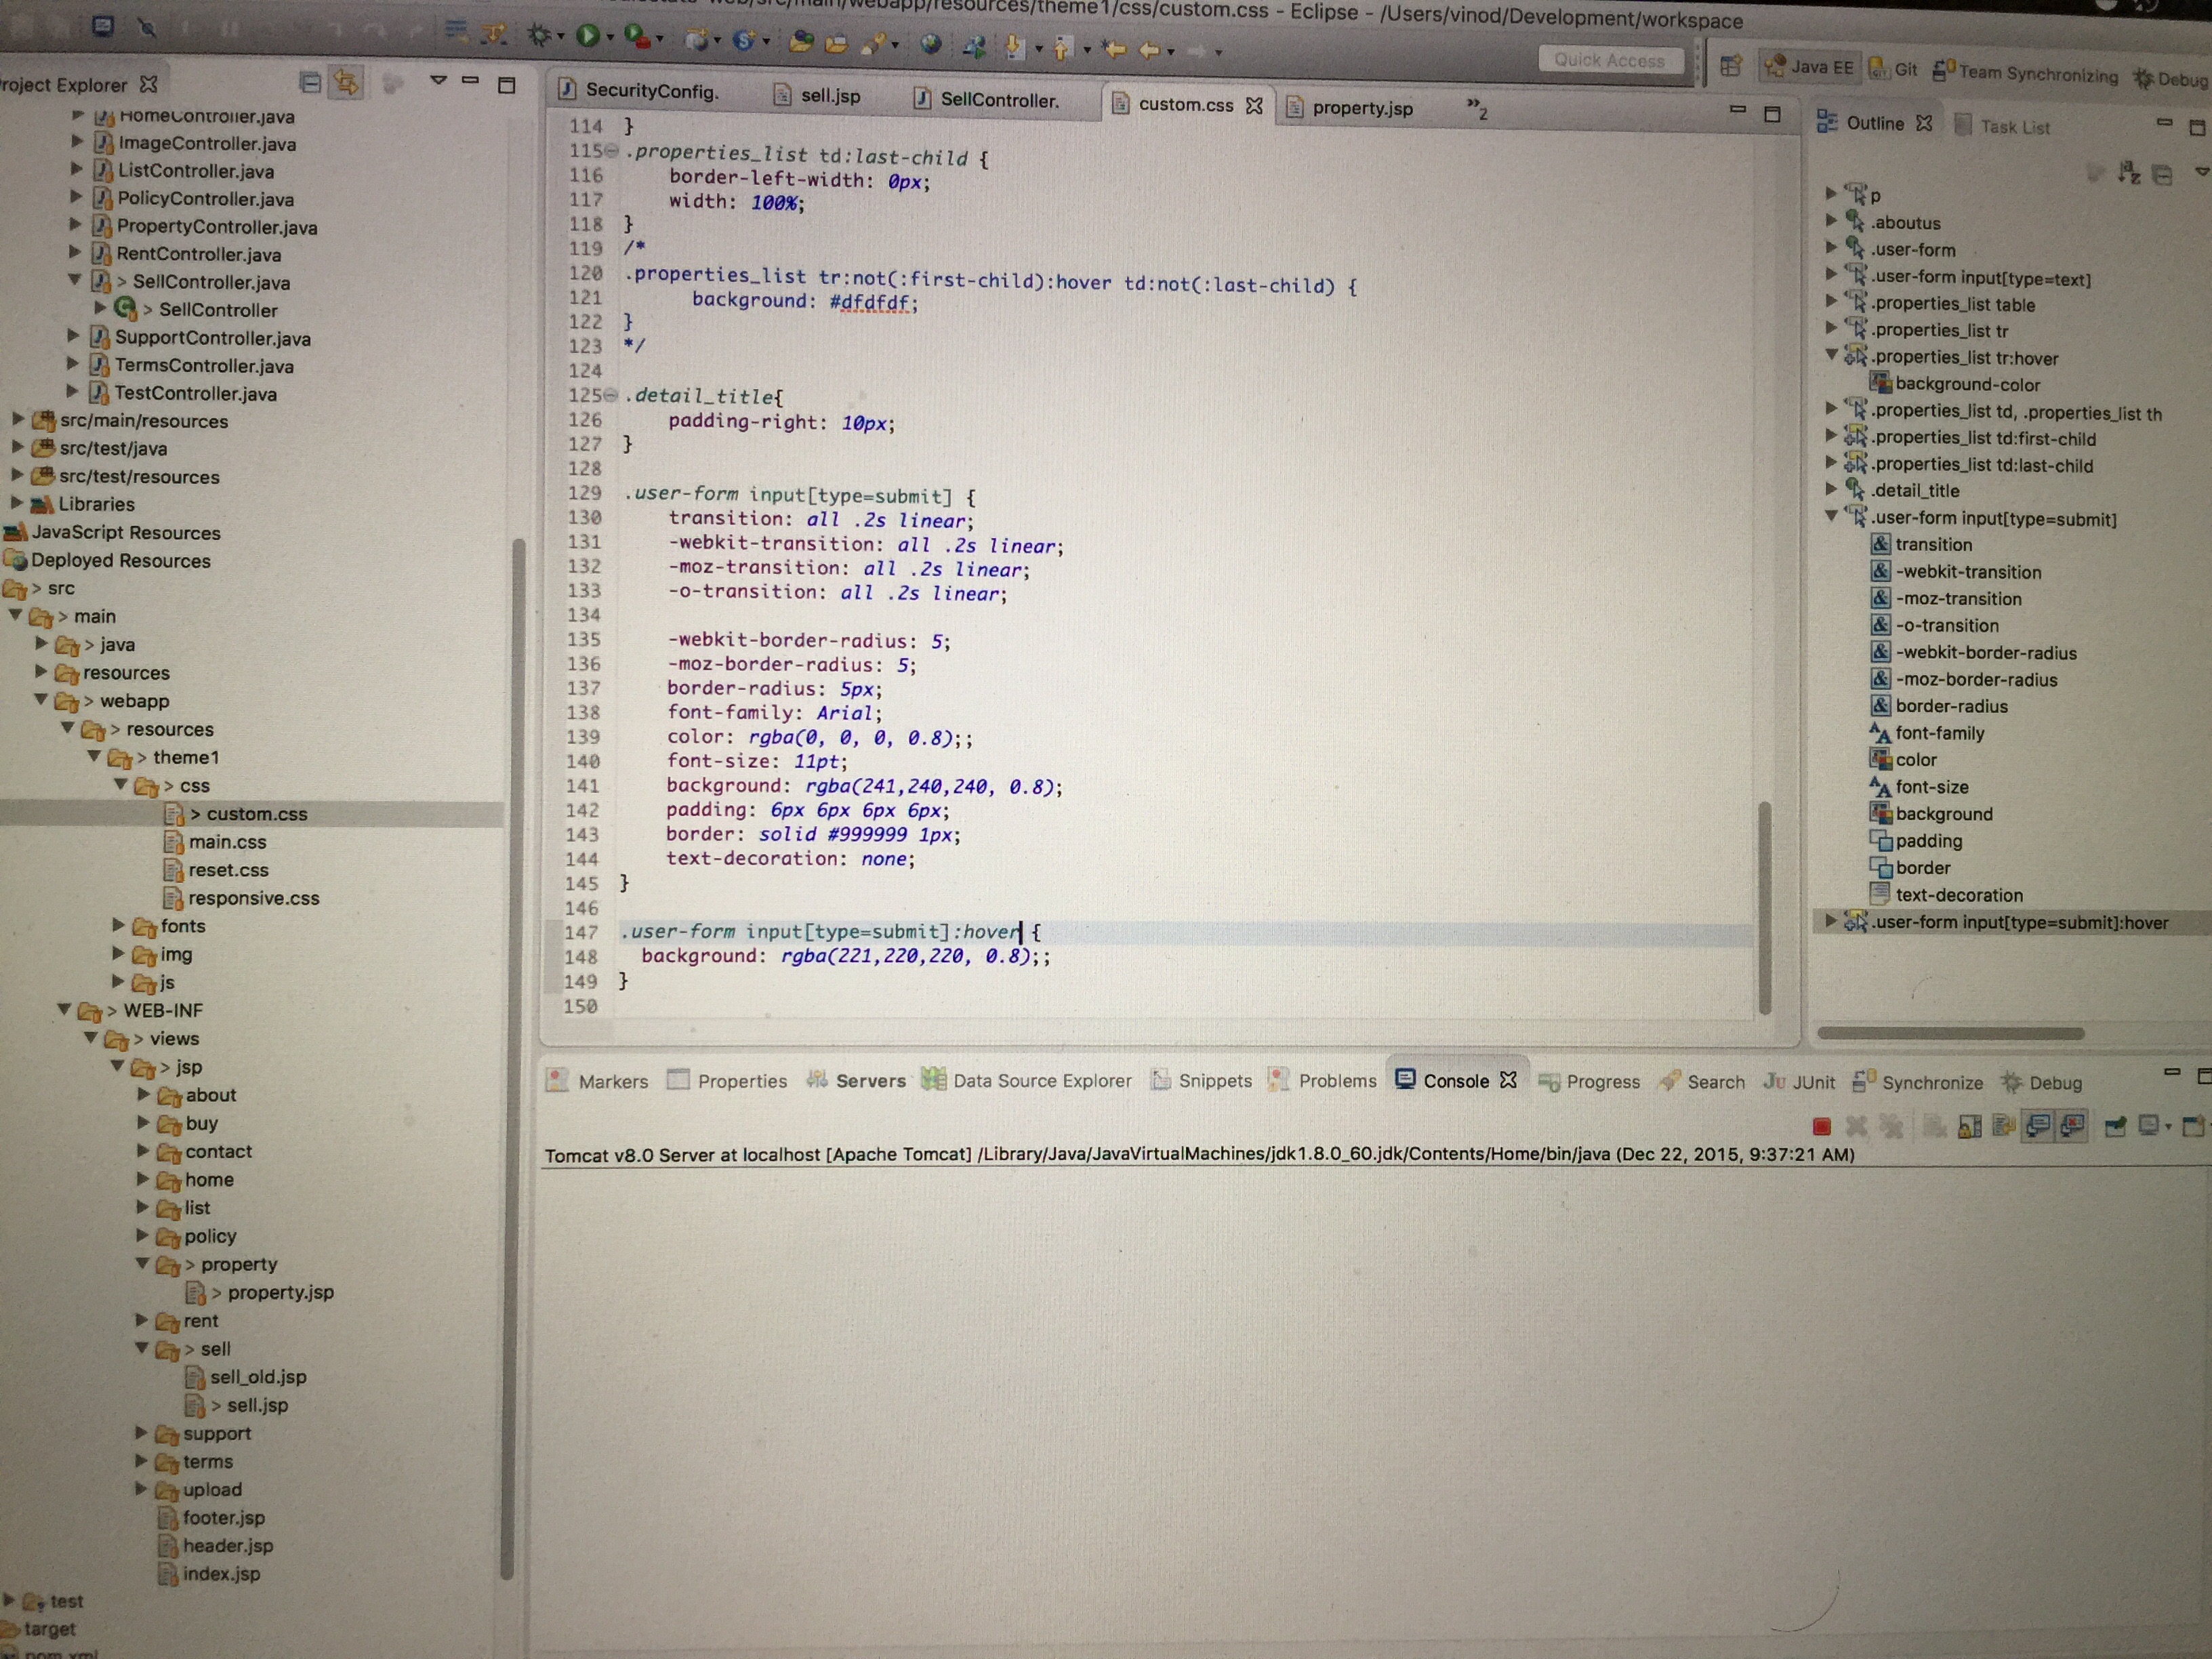 /src/main/webapp/resources/theme1/css/custom.css - Eclipse - /Users/vinod/Development/workspace
Quick Access
Java EE
Git
Team Synchronizing
Debug
Project Explorer
HomeController.java
ImageController.java
ListController.java
PolicyController.java
PropertyController.java
RentController.java
> SellController.java
> SellController
SupportController.java
TermsController.java
TestController.java
src/main/resources
src/test/java
src/test/resources
Libraries
JavaScript Resources
Deployed Resources
> src
> main
> java
resources
> webapp
> resources
> theme1
> css
> custom.css
main.css
reset.css
responsive.css
fonts
img
js
> WEB-INF
> views
> jsp
about
buy
contact
home
list
policy
> property
> property.jsp
rent
> sell
sell_old.jsp
> sell.jsp
support
terms
upload
footer.jsp
header.jsp
index.jsp
test
target
pom.xml
SecurityConfig.
sell.jsp
SellController.
custom.css
property.jsp
»2
114 }
115 .properties_list td:last-child {
116 border-left-width: 0px;
117 width: 100%;
118 }
119 /*
120 .properties_list tr:not(:first-child):hover td:not(:last-child) {
121 background: #dfdfdf;
122 }
123 */
124
125 .detail_title{
126 padding-right: 10px;
127 }
128
129 .user-form input[type=submit] {
130 transition: all .2s linear;
131 -webkit-transition: all .2s linear;
132 -moz-transition: all .2s linear;
133 -o-transition: all .2s linear;
134
135 -webkit-border-radius: 5;
136 -moz-border-radius: 5;
137 border-radius: 5px;
138 font-family: Arial;
139 color: rgba(0, 0, 0, 0.8);;
140 font-size: 11pt;
141 background: rgba(241,240,240, 0.8);
142 padding: 6px 6px 6px 6px;
143 border: solid #999999 1px;
144 text-decoration: none;
145 }
146
147 .user-form input[type=submit]:hover {
148 background: rgba(221,220,220, 0.8);;
149 }
150
Outline
Task List
p
.aboutus
.user-form
.user-form input[type=text]
.properties_list table
.properties_list tr
.properties_list tr:hover
background-color
.properties_list td, .properties_list th
.properties_list td:first-child
.properties_list td:last-child
.detail_title
.user-form input[type=submit]
transition
-webkit-transition
-moz-transition
-o-transition
-webkit-border-radius
-moz-border-radius
border-radius
font-family
color
font-size
background
padding
border
text-decoration
.user-form input[type=submit]:hover
Markers
Properties
Servers
Data Source Explorer
Snippets
Problems
Console
Progress
Search
JUnit
Synchronize
Debug
Tomcat v8.0 Server at localhost [Apache Tomcat] /Library/Java/JavaVirtualMachines/jdk1.8.0_60.jdk/Contents/Home/bin/java (Dec 22, 2015, 9:37:21 AM)